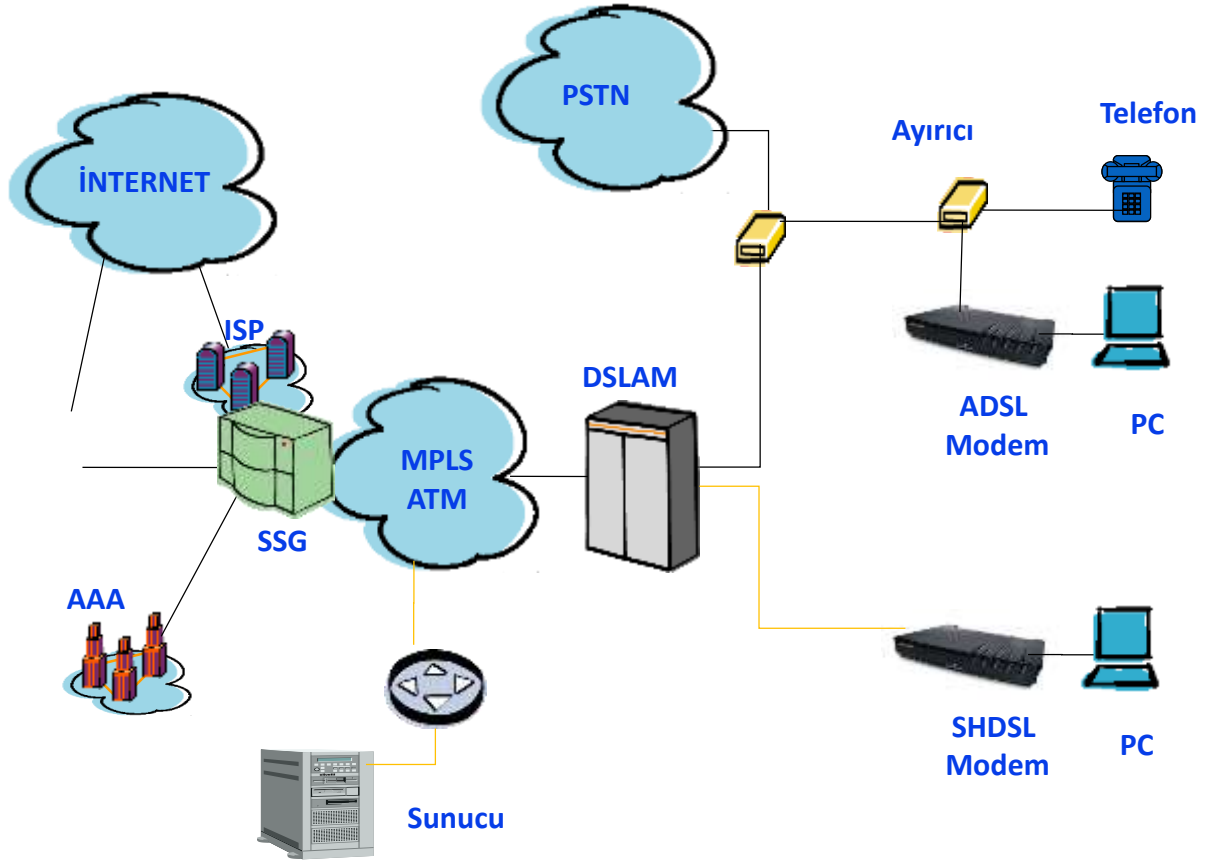 PSTN
Telefon
Ayırıcı
İNTERNET
ISP
DSLAM
ADSL
Modem
PC
MPLS
ATM
SSG
AAA
SHDSL
Modem
PC
Sunucu